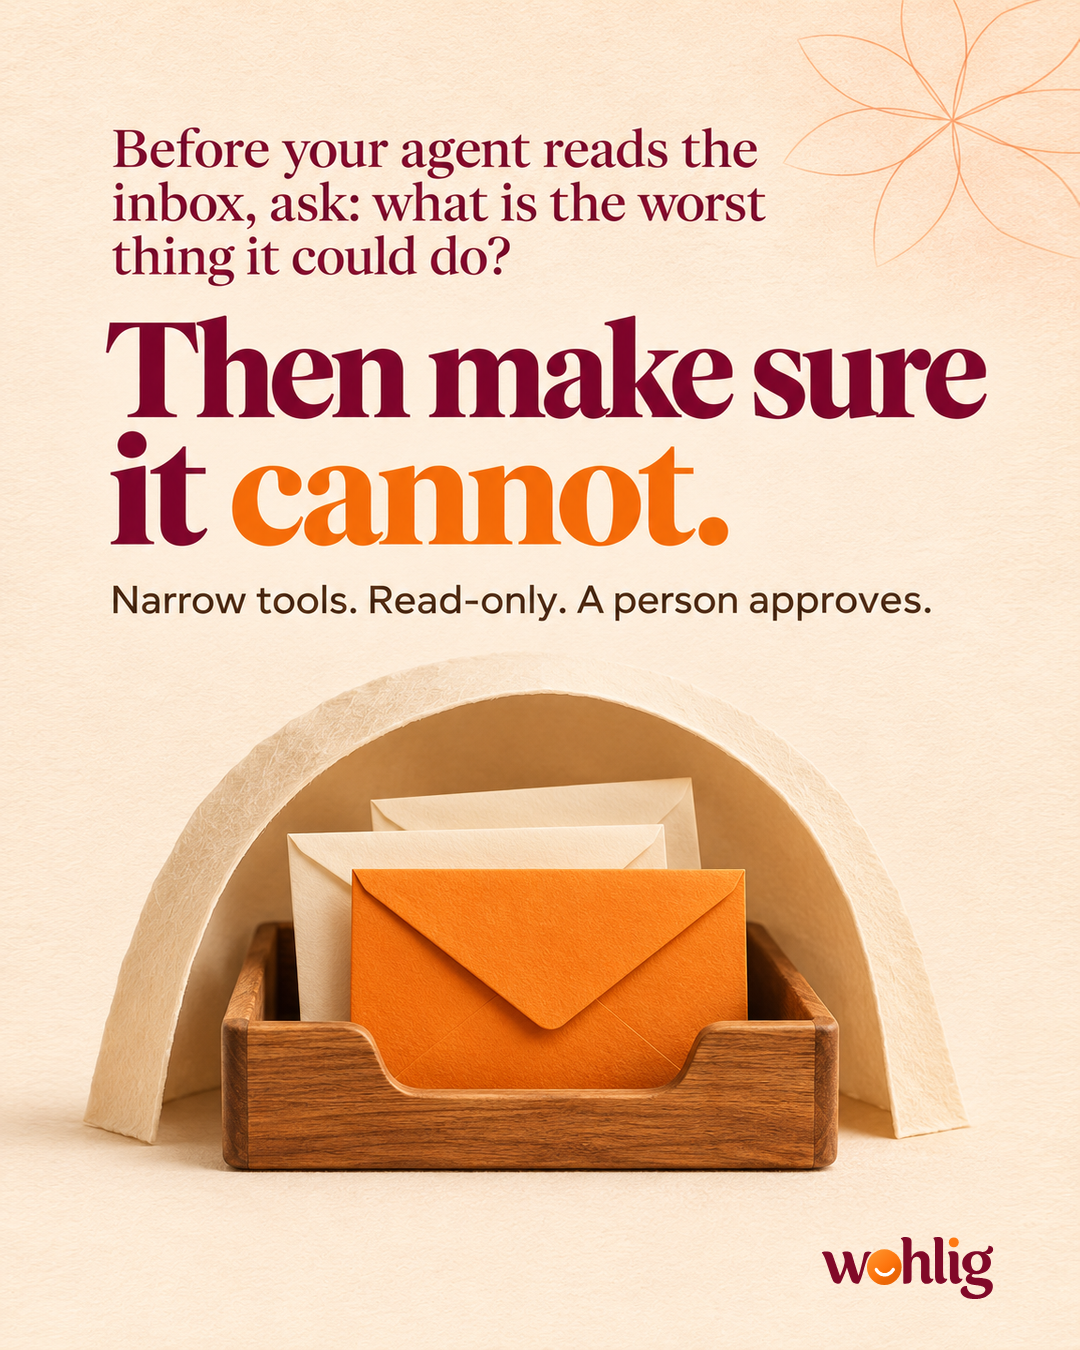 Before your agent reads the
inbox, ask: what is the worst
thing it could do?
Then make sure
it cannot.
Narrow tools. Read-only. A person approves.
wohlig